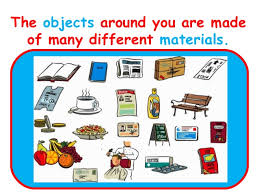 The objects around you are made
of many different materials.